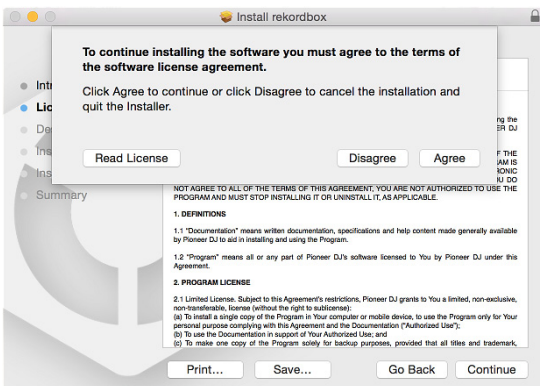 Install rekordbox
To continue installing the software you must agree to the terms of
the software license agreement.
Click Agree to continue or click Disagree to cancel the installation and
quit the Installer.
Read License
Disagree
Agree
Summary
ng the
ER DJ
F THE
AM IS
RONIC
U DO
NOT AGREE TO ALL OF THE TERMS OF THIS AGREEMENT, YOU ARE NOT AUTHORIZED TO USE THE
PROGRAM AND MUST STOP INSTALLING IT OR UNINSTALL IT, AS APPLICABLE.
1. DEFINITIONS
1.1 "Documentation" means written documentation, specifications and help content made generally available
by Pioneer DJ to aid in installing and using the Program.
1.2 "Program" means all or any part of Pioneer DJ's software licensed to You by Pioneer DJ under this
Agreement.
2. PROGRAM LICENSE
2.1 Limited License. Subject to this Agreement's restrictions, Pioneer DJ grants to You a limited, non-exclusive,
non-transferable, license (without the right to sublicense):
(a) To install a single copy of the Program in Your computer or mobile device, to use the Program only for Your
personal purpose complying with this Agreement and the Documentation ("Authorized Use");
(b) To use the Documentation in support of Your Authorized Use; and
(c) To make one copy of the Program solely for backup purposes, provided that all titles and trademark,
Print...
Save...
Go Back
Continue